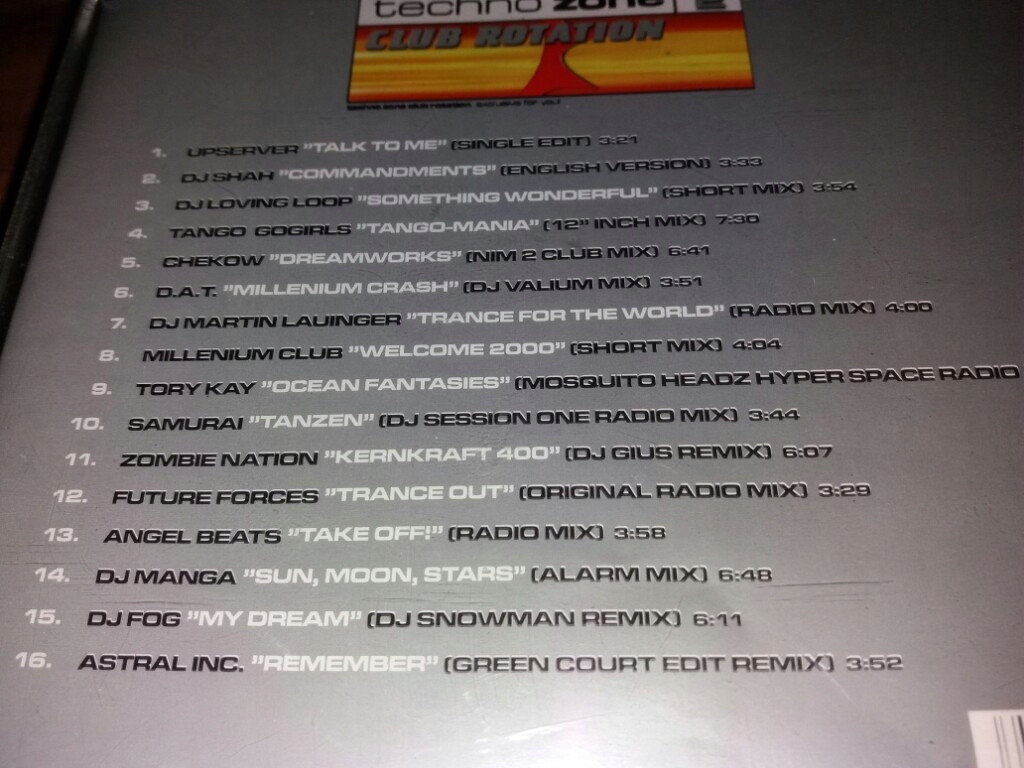 techno zone 2
CLUB ROTATION
techno zone club rotation exclusive for you!
1. UPSERVER "TALK TO ME" (SINGLE EDIT) 3:21
2. DJ SHAH "COMMANDMENTS" (ENGLISH VERSION) 3:33
3. DJ LOVING LOOP "SOMETHING WONDERFUL" (SHORT MIX) 3:54
4. TANGO GOGIRLS "TANGO-MANIA" (12" INCH MIX) 7:30
5. CHEKOW "DREAMWORKS" (NIM 2 CLUB MIX) 6:41
6. D.A.T. "MILLENIUM CRASH" (DJ VALIUM MIX) 3:51
7. DJ MARTIN LAUINGER "TRANCE FOR THE WORLD" (RADIO MIX) 4:00
8. MILLENIUM CLUB "WELCOME 2000" (SHORT MIX) 4:04
9. TORY KAY "OCEAN FANTASIES" (MOSQUITO HEADZ HYPER SPACE RADIO
10. SAMURAI "TANZEN" (DJ SESSION ONE RADIO MIX) 3:44
11. ZOMBIE NATION "KERNKRAFT 400" (DJ GIUS REMIX) 6:07
12. FUTURE FORCES "TRANCE OUT" (ORIGINAL RADIO MIX) 3:29
13. ANGEL BEATS "TAKE OFF!" (RADIO MIX) 3:58
14. DJ MANGA "SUN, MOON, STARS" (ALARM MIX) 6:48
15. DJ FOG "MY DREAM" (DJ SNOWMAN REMIX) 6:11
16. ASTRAL INC. "REMEMBER" (GREEN COURT EDIT REMIX) 3:52